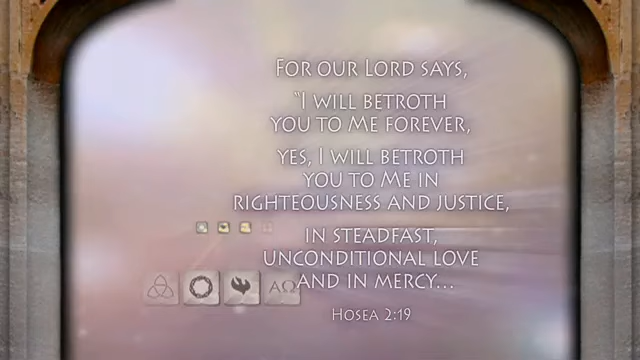 FOR OUR LORD SAYS,
"I WILL BETROTH
YOU TO ME FOREVER,
YES, I WILL BETROTH
YOU TO ME IN
RIGHTEOUSNESS AND JUSTICE,
IN STEADFAST,
UNCONDITIONAL LOVE
AND IN MERCY...
HOSEA 2:19
ΑΩ